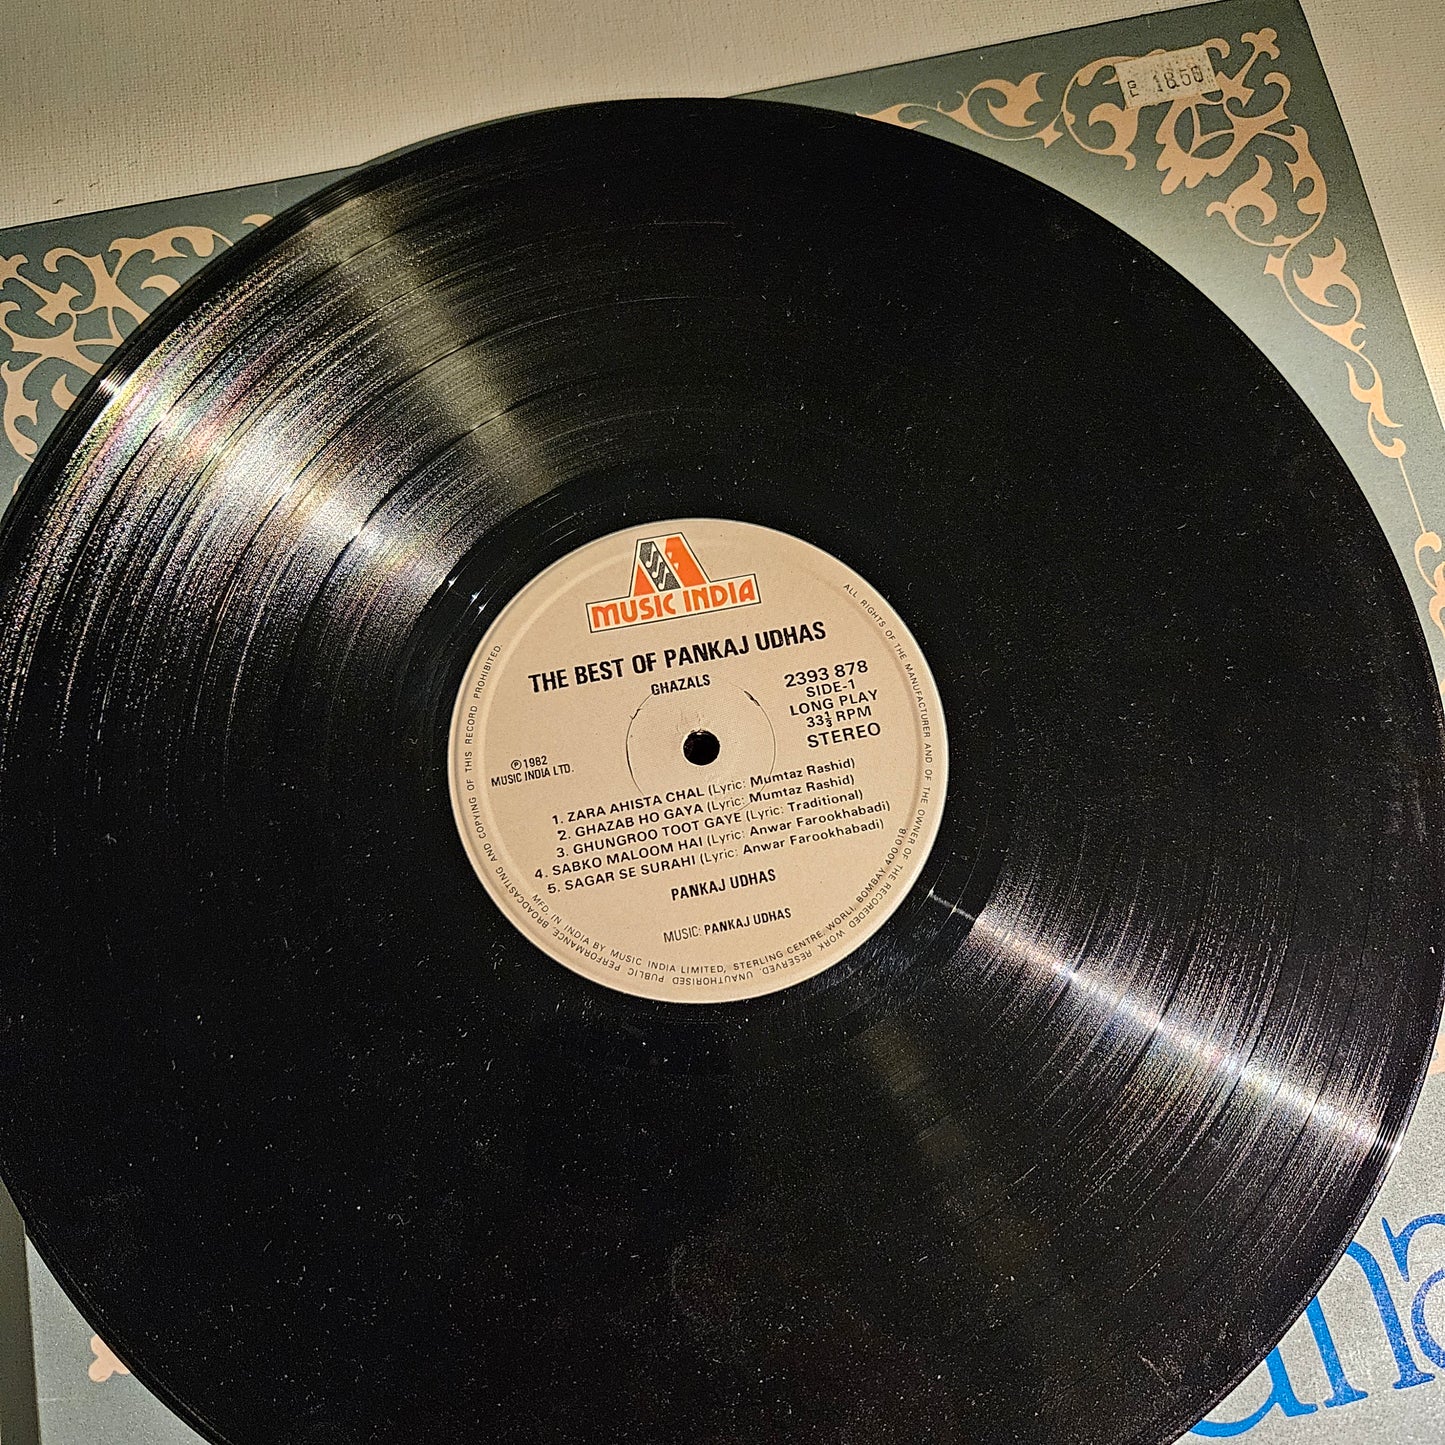 £ 18.50
MUSIC INDIA
THE BEST OF PANKAJ UDHAS
GHAZALS
2393 878
SIDE-1
LONG PLAY
33⅓ RPM
STEREO
℗ 1982
MUSIC INDIA LTD.
1. ZARA AHISTA CHAL (Lyric: Mumtaz Rashid)
2. GHAZAB HO GAYA (Lyric: Mumtaz Rashid)
3. GHUNGROO TOOT GAYE (Lyric: Traditional)
4. SABKO MALOOM HAI (Lyric: Anwar Farookhabadi)
5. SAGAR SE SURAHI (Lyric: Anwar Farookhabadi)
PANKAJ UDHAS
MUSIC: PANKAJ UDHAS
MFD. IN INDIA BY MUSIC INDIA LIMITED, STERLING CENTRE, WORLI, BOMBAY 400 018.
ALL RIGHTS OF THE MANUFACTURER AND OF THE OWNER OF THE RECOREDED WORK RESERVED. UNAUTHORISED PUBLIC PERFORMANCE, BROADCASTING AND COPYING OF THIS RECORD PROHIBITED.